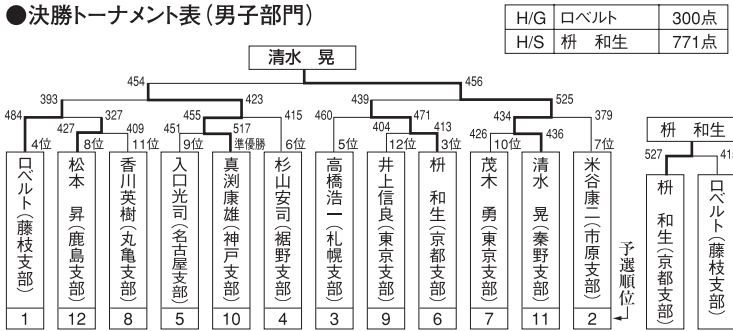 ●決勝トーナメント表(男子部門)
H/G ロベルト 300点
H/S 枡 和生 771点
清水 晃
454 456
393 423 439 525
484 327 455 415 460 471 434 379
427 409 451 517 404 413 426 436
4位 8位 11位 9位 準優勝 6位 5位 12位 3位 10位 7位
ロベルト(藤枝支部)
松本 昇(鹿島支部)
香川英樹(丸亀支部)
入口光司(名古屋支部)
真渕康雄(神戸支部)
杉山安司(裾野支部)
高橋浩一(札幌支部)
井上信良(東京支部)
枡 和生(京都支部)
茂木 勇(東京支部)
清水 晃(秦野支部)
米谷康二(市原支部)
1 12 8 5 10 4 3 9 6 7 11 2
予選順位
枡 和生
527 41
枡 和生(京都支部)
ロベルト(藤枝支部)